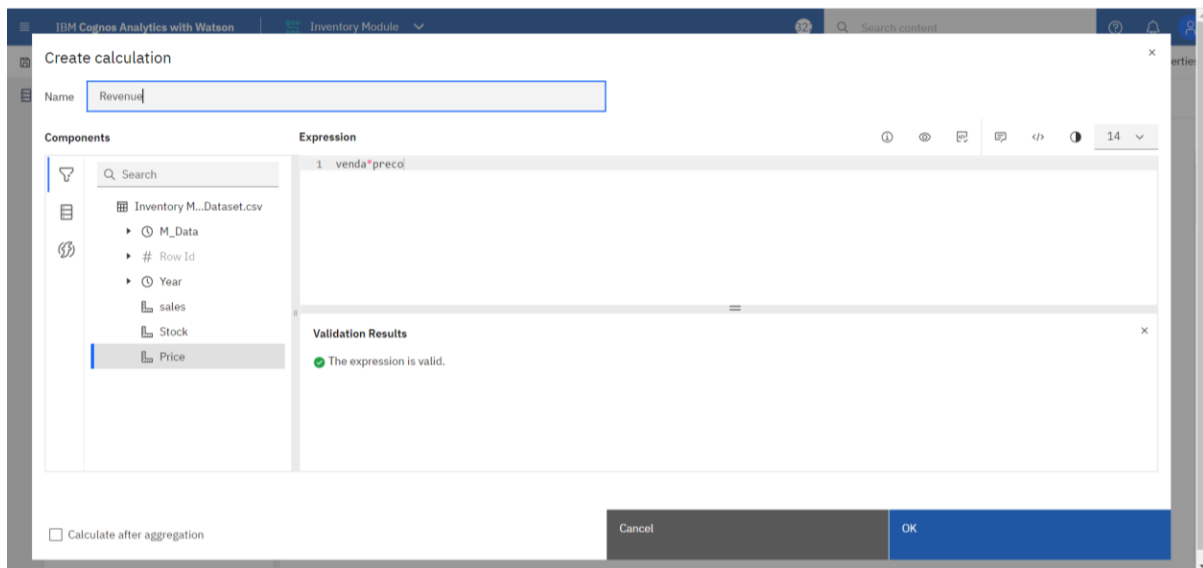 IBM Cognos Analytics with Watson
Inventory Module
Search content
Create calculation
erties
Name
Revenue
Components
Expression
14
Search
1 venda*preco
Inventory M...Dataset.csv
M_Data
# Row Id
Year
sales
Stock
Price
Validation Results
The expression is valid.
Calculate after aggregation
Cancel
OK